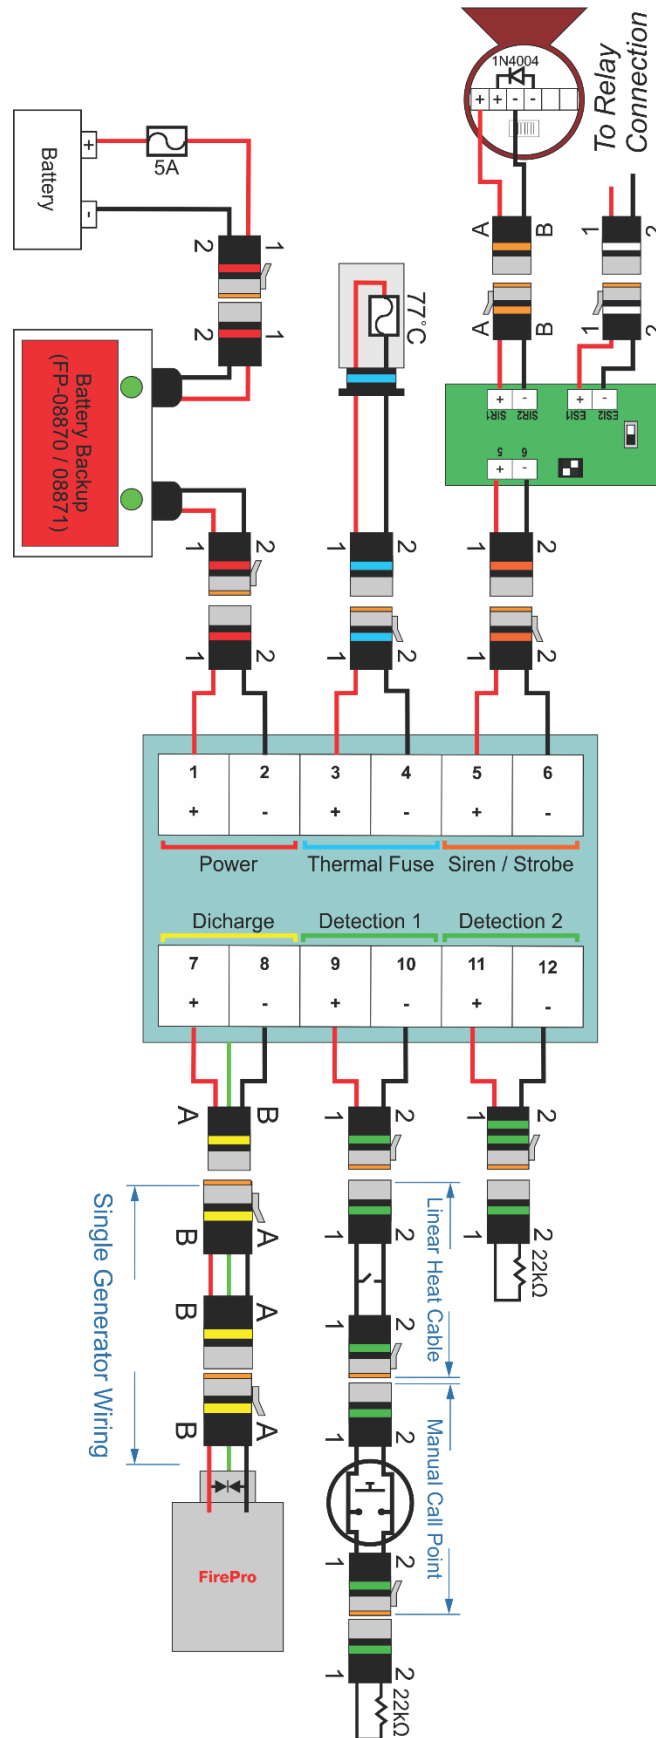 1N4004
+ + - -
To Relay
Connection
+
-
Battery
5A
2
1
2
1
Battery Backup
(FP-08870 / 08871)
1
2
1
2
77°C
1
2
1
2
A
B
A
B
1
2
1
2
+
-
SIR1
SIR2
+
-
ESI1
ESI2
5
6
+
-
1
2
1
2
1
2
3
4
5
6
+
-
+
-
+
-
Power
Thermal Fuse
Siren / Strobe
Dicharge
Detection 1
Detection 2
7
8
9
10
11
12
+
-
+
-
+
-
A
B
B
A
B
A
B
A
Single Generator Wiring
FirePro
1
2
1
2
Linear Heat Cable
1
2
1
2
Manual Call Point
1
2
1
2
22kΩ
1
2
1
2
22kΩ